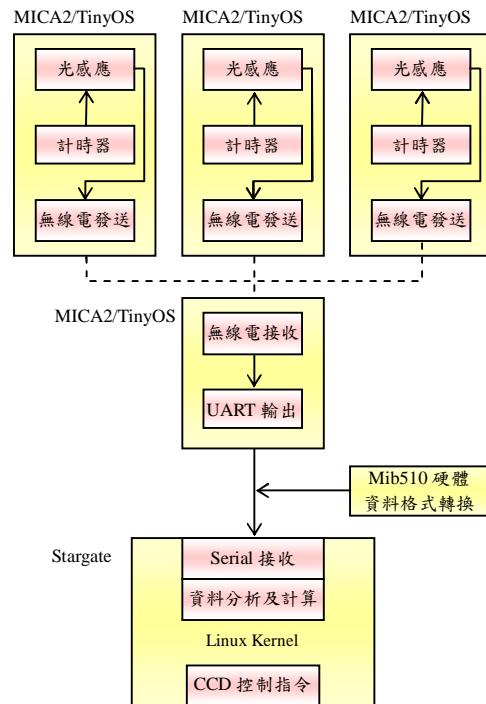 MICA2/TinyOS
MICA2/TinyOS
MICA2/TinyOS
光感應
光感應
光感應
計時器
計時器
計時器
無線電發送
無線電發送
無線電發送
MICA2/TinyOS
無線電接收
UART 輸出
Mib510 硬體
資料格式轉換
Stargate
Serial 接收
資料分析及計算
Linux Kernel
CCD 控制指令